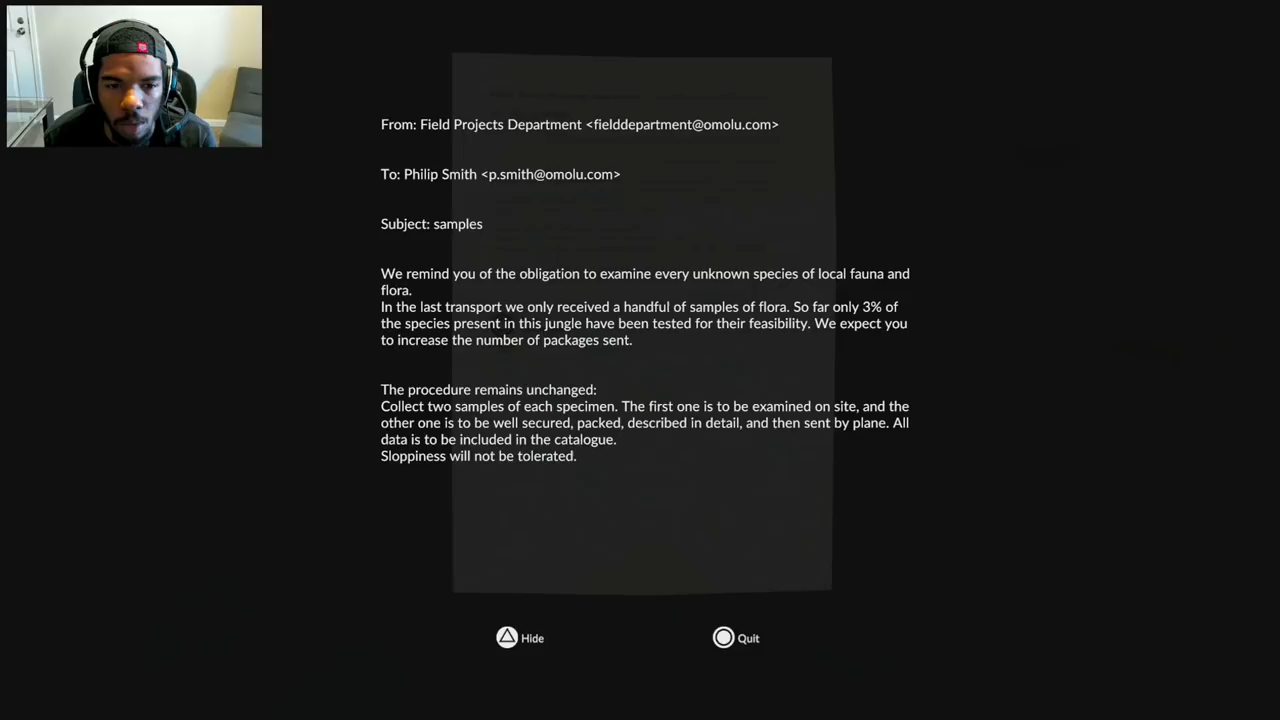 From: Field Projects Department <fielddepartment@omolu.com>
To: Philip Smith <p.smith@omolu.com>
Subject: samples
We remind you of the obligation to examine every unknown species of local fauna and
flora.
In the last transport we only received a handful of samples of flora. So far only 3% of
the species present in this jungle have been tested for their feasibility. We expect you
to increase the number of packages sent.
The procedure remains unchanged:
Collect two samples of each specimen. The first one is to be examined on site, and the
other one is to be well secured, packed, described in detail, and then sent by plane. All
data is to be included in the catalogue.
Sloppiness will not be tolerated.
Hide
Quit